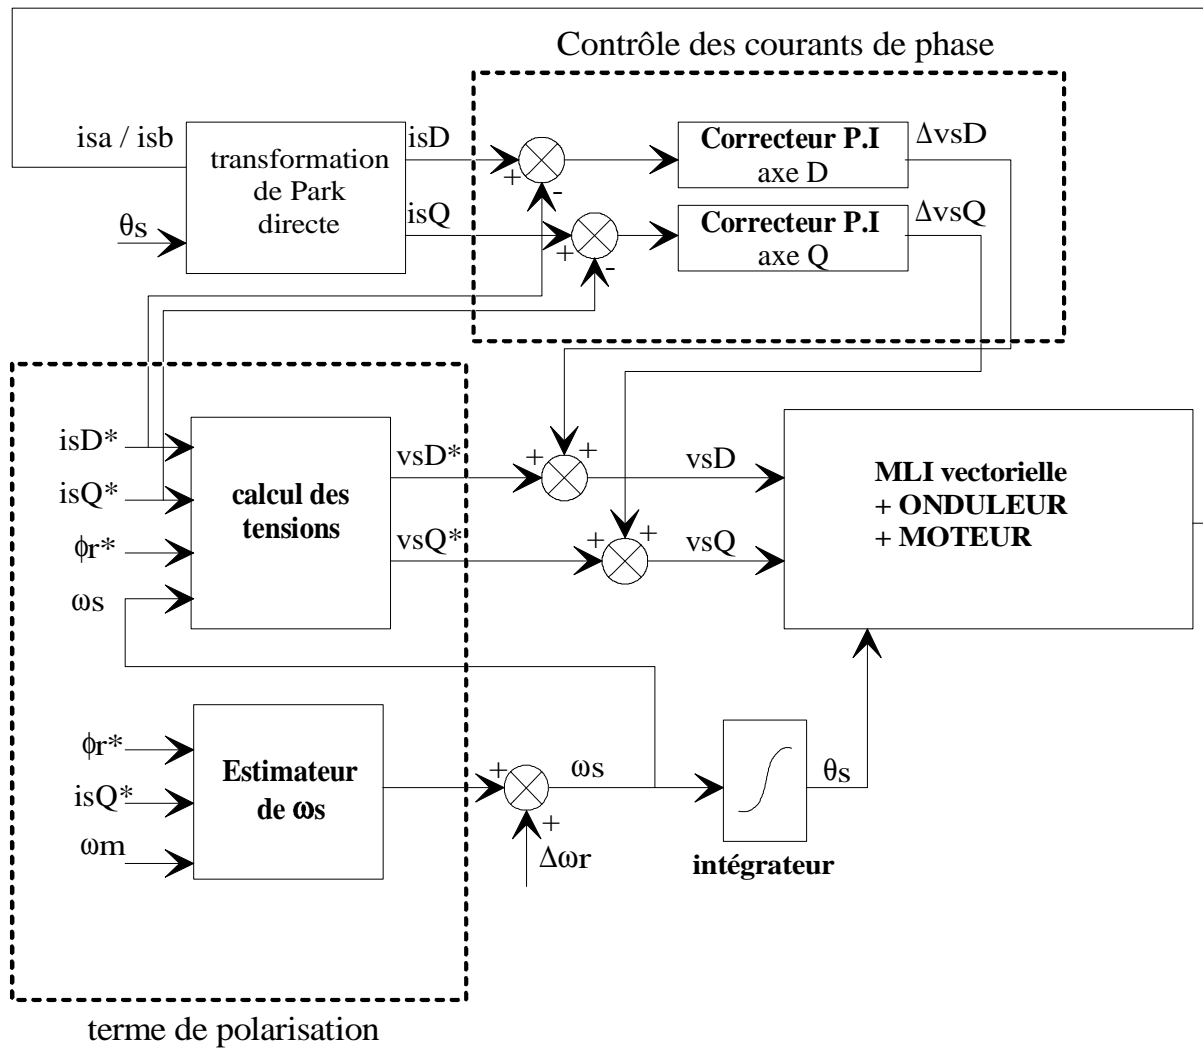 Contrôle des courants de phase
isa / isb
transformation
de Park
directe
θs
isD
isQ
+
-
+
-
Correcteur P.I
axe D
ΔvsD
Correcteur P.I
axe Q
ΔvsQ
isD*
isQ*
ϕr*
ωs
calcul des
tensions
vsD*
vsQ*
+
+
+
+
vsD
vsQ
MLI vectorielle
+ ONDULEUR
+ MOTEUR
ϕr*
isQ*
ωm
Estimateur
de ωs
+
+
Δωr
ωs
θs
intégrateur
terme de polarisation